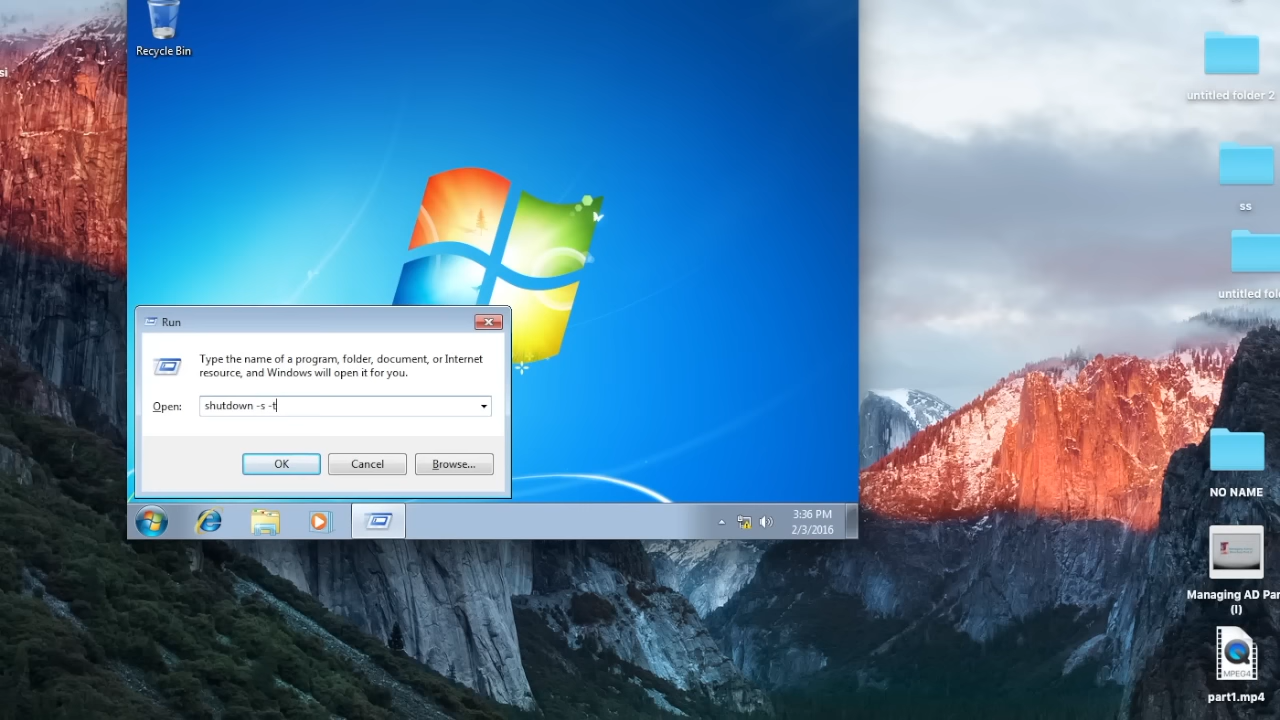 Recycle Bin
si
untitled folder 2
ss
untitled fol
Run
Type the name of a program, folder, document, or Internet
resource, and Windows will open it for you.
Open:
shutdown -s -t
OK
Cancel
Browse...
NO NAME
3:36 PM
2/3/2016
Managing AD Par
(I)
MPEG4
part1.mp4